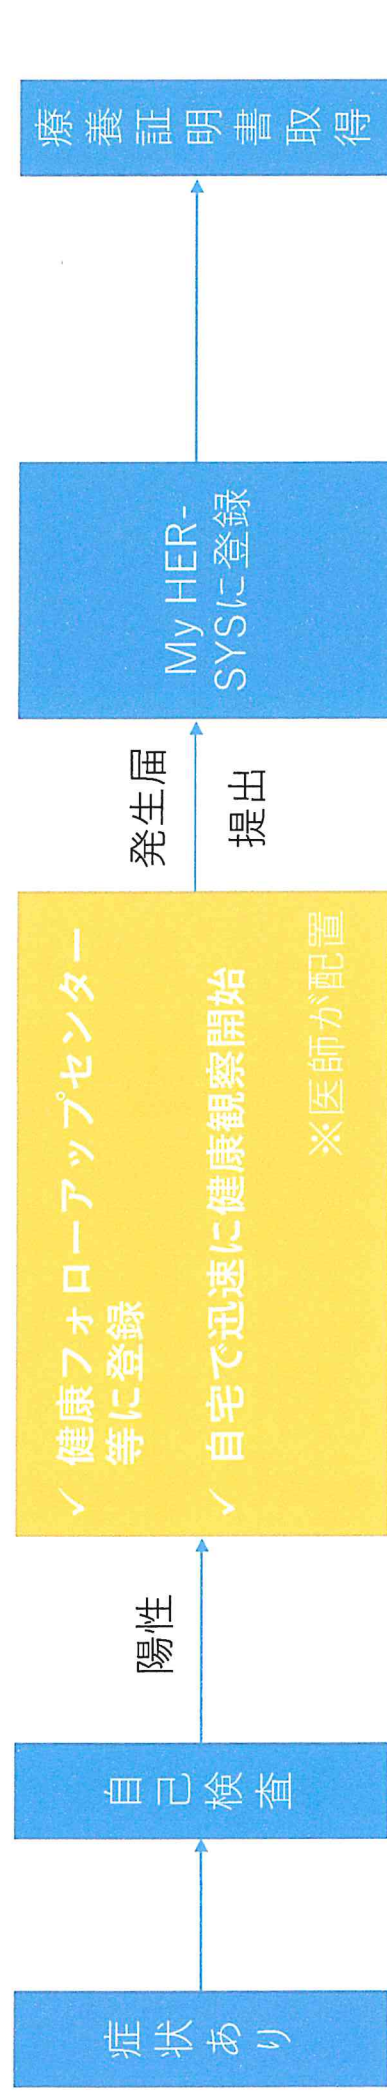 症状あり
自己検査
陽性
✓ 健康フォローアップセンター
等に登録
✓ 自宅で迅速に健康観察開始
※医師が配置
発生届
提出
My HER-
SYSに登録
療養証明書取得